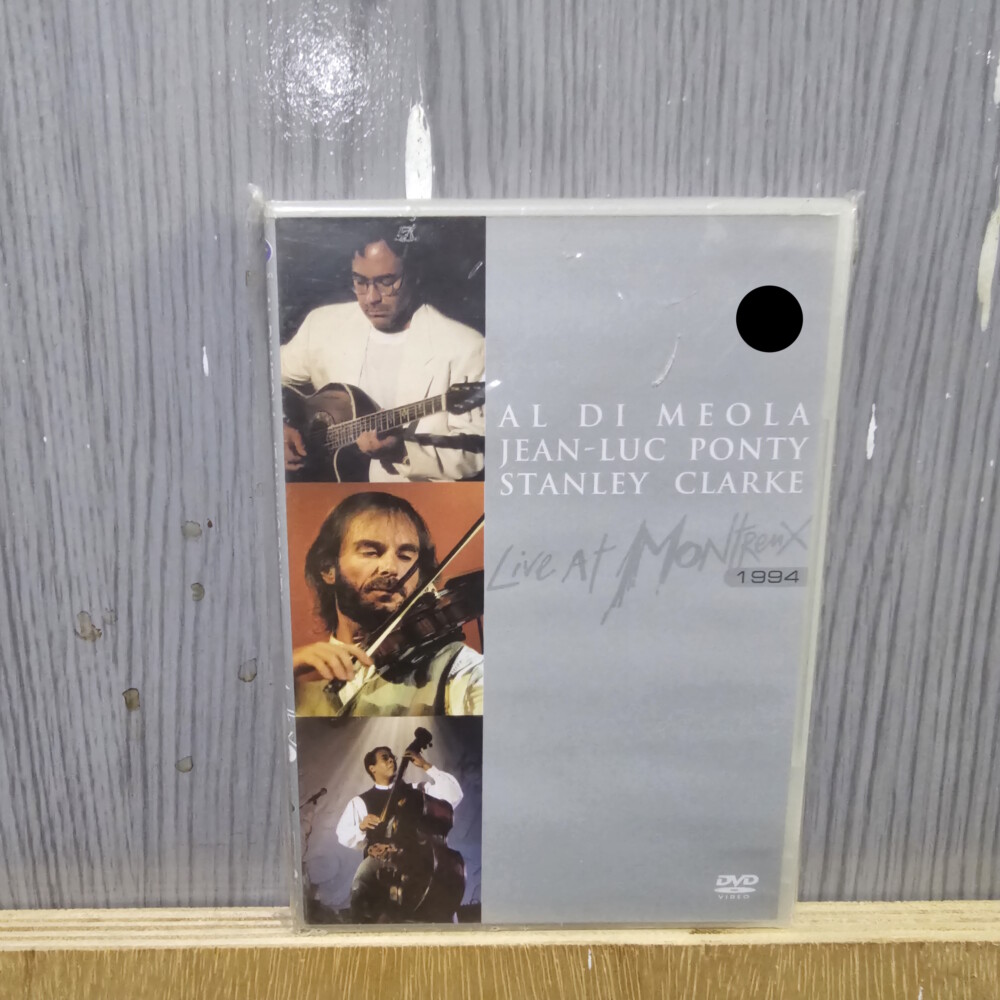 AL DI MEOLA
JEAN-LUC PONTY
STANLEY CLARKE
Live At Montreux
1994
DVD
VIDEO